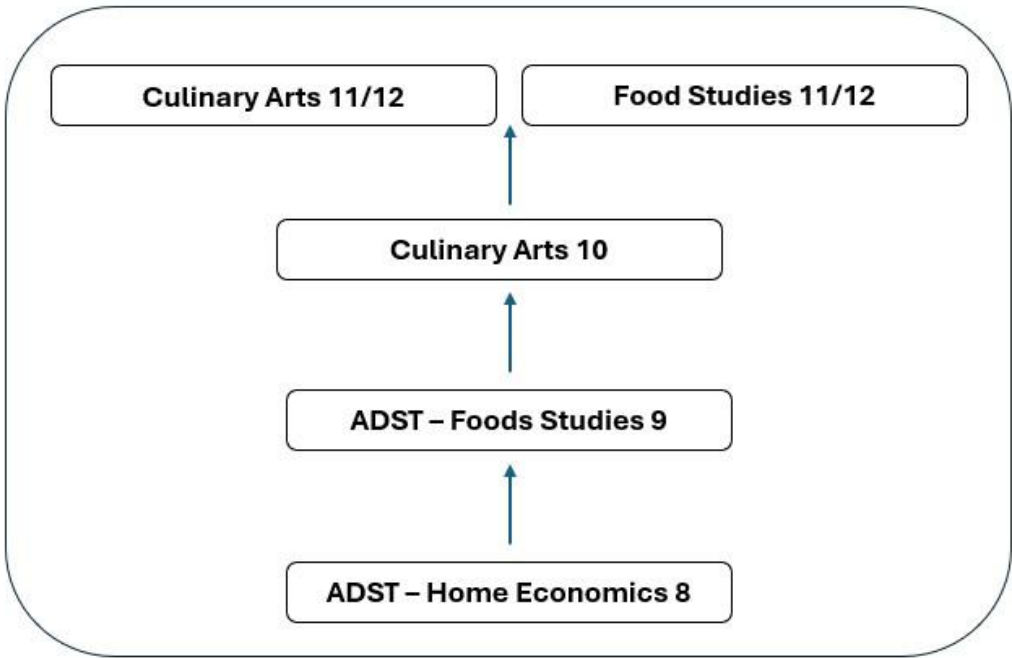 Culinary Arts 11/12
Food Studies 11/12
Culinary Arts 10
ADST – Foods Studies 9
ADST – Home Economics 8